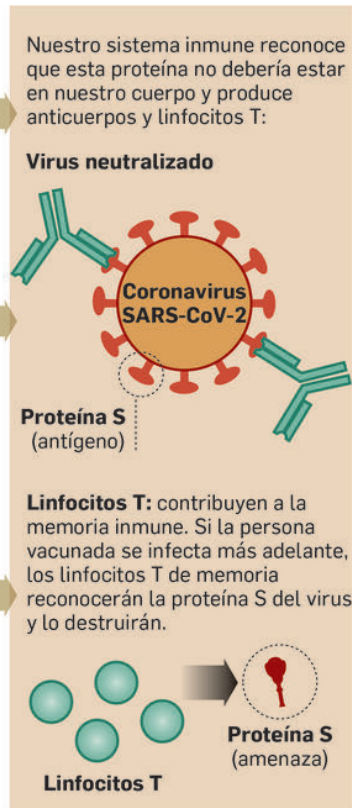 Nuestro sistema inmune reconoce
que esta proteína no debería estar
en nuestro cuerpo y produce
anticuerpos y linfocitos T:
Virus neutralizado
Coronavirus
SARS-CoV-2
Proteína S
(antígeno)
Linfocitos T: contribuyen a la
memoria inmune. Si la persona
vacunada se infecta más adelante,
los linfocitos T de memoria
reconocerán la proteína S del virus
y lo destruirán.
Linfocitos T
Proteína S
(amenaza)